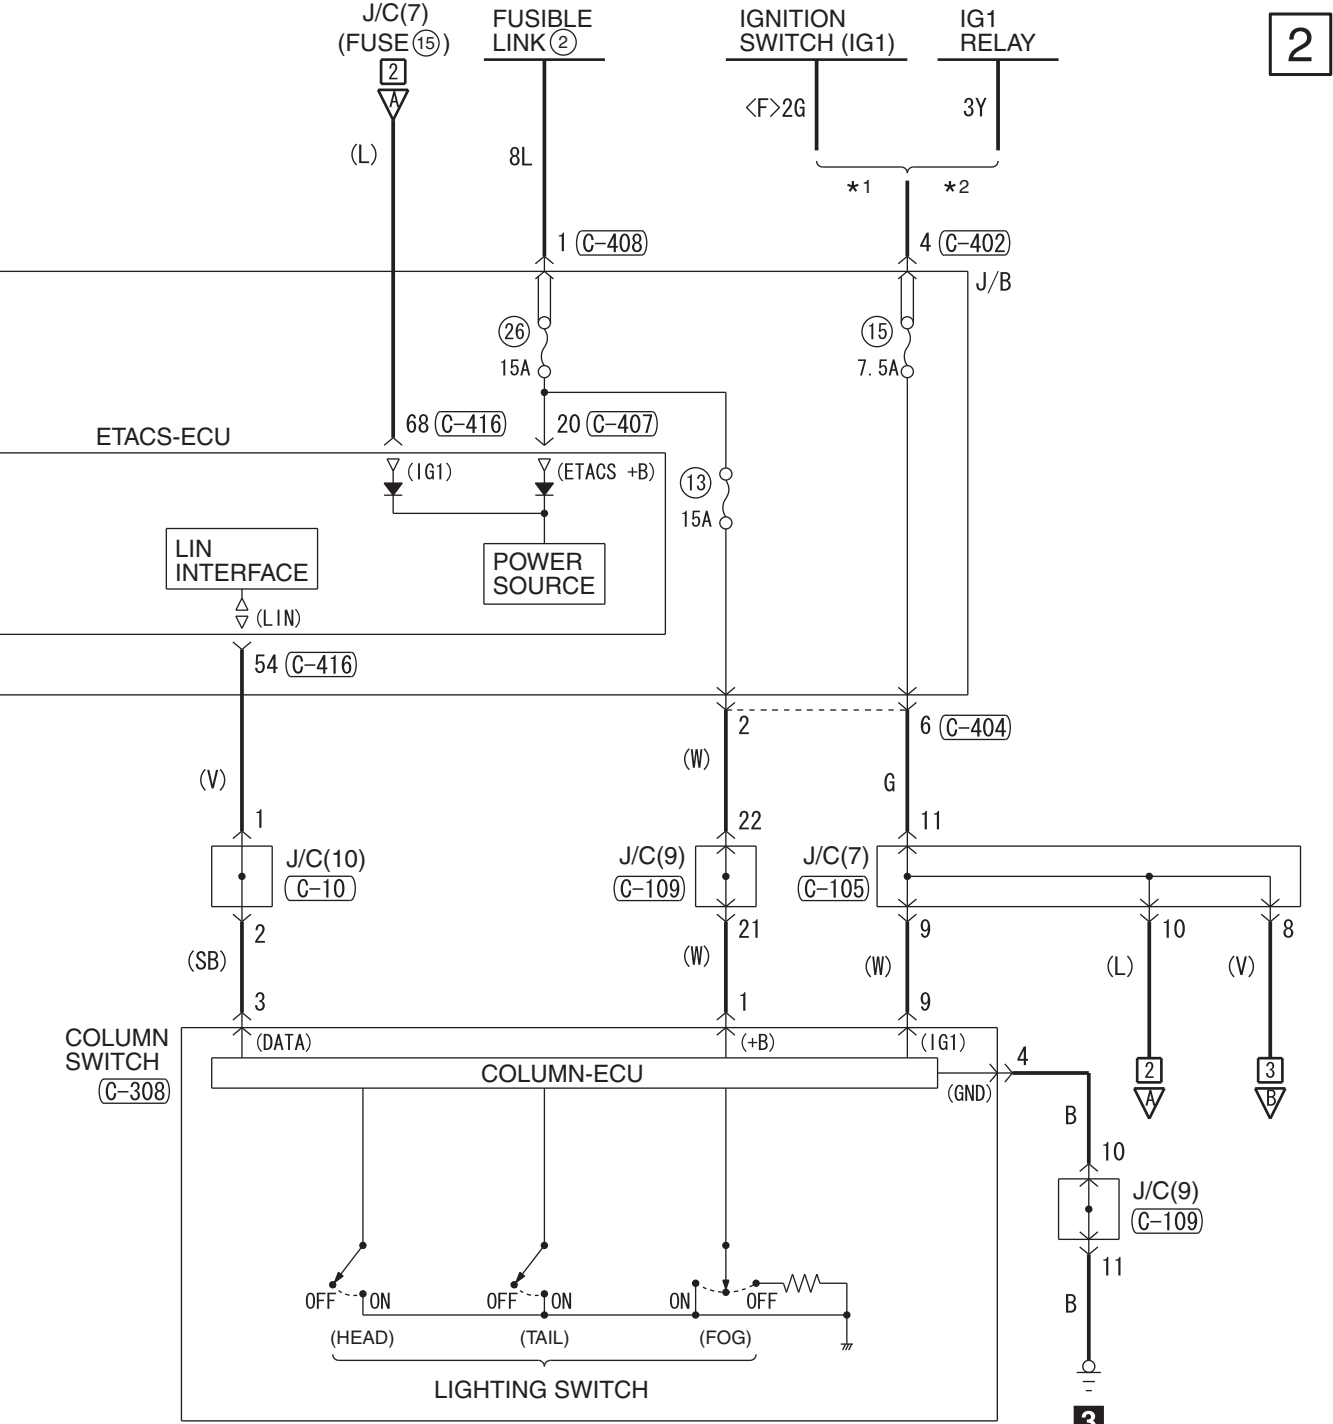 J/C(7)
(FUSE 15)
FUSIBLE
LINK 2
IGNITION
SWITCH (IG1)
IG1
RELAY
2
2
A
<F>2G
3Y
(L)
8L
*1
*2
1 C-408
4 C-402
J/B
26
15A
15
7.5A
ETACS-ECU
68 C-416
20 C-407
(IG1)
(ETACS +B)
13
15A
LIN
INTERFACE
POWER
SOURCE
(LIN)
54 C-416
2
6 C-404
(V)
(W)
G
1
22
11
J/C(10)
C-10
J/C(9)
C-109
J/C(7)
C-105
2
21
9
10
8
(SB)
(W)
(W)
(L)
(V)
3
1
9
COLUMN
SWITCH
C-308
(DATA)
(+B)
(IG1)
4
2
A
3
B
COLUMN-ECU
(GND)
B
10
J/C(9)
C-109
11
B
OFF
ON
OFF
ON
ON
OFF
(HEAD)
(TAIL)
(FOG)
LIGHTING SWITCH
3